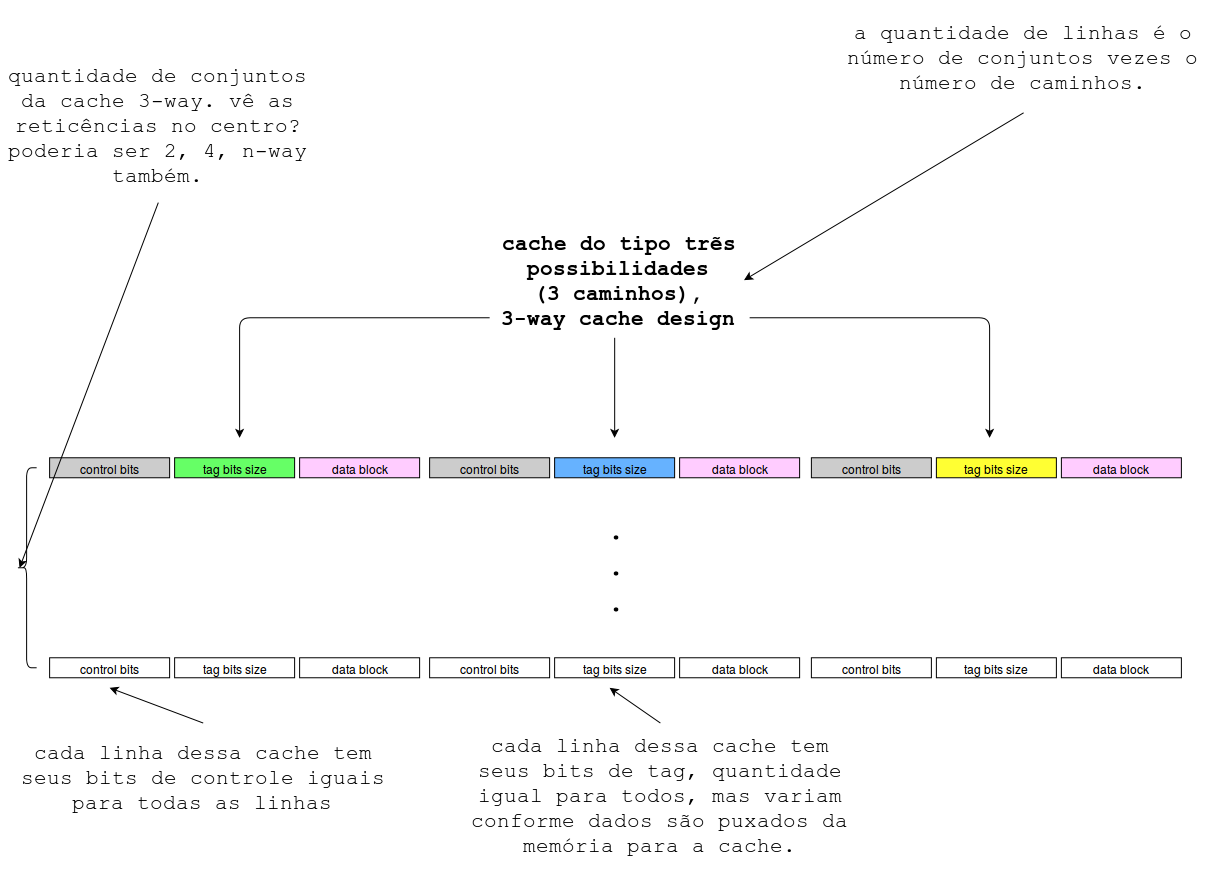 a quantidade de linhas é o
número de conjuntos vezes o
número de caminhos.
quantidade de conjuntos
da cache 3-way. vê as
reticências no centro?
poderia ser 2, 4, n-way
também.
cache do tipo trẽs
possibilidades
(3 caminhos),
3-way cache design
control bits tag bits size data block control bits tag bits size data block control bits tag bits size data block
control bits tag bits size data block control bits tag bits size data block control bits tag bits size data block
cada linha dessa cache tem
seus bits de controle iguais
para todas as linhas
cada linha dessa cache tem
seus bits de tag, quantidade
igual para todos, mas variam
conforme dados são puxados da
memória para a cache.